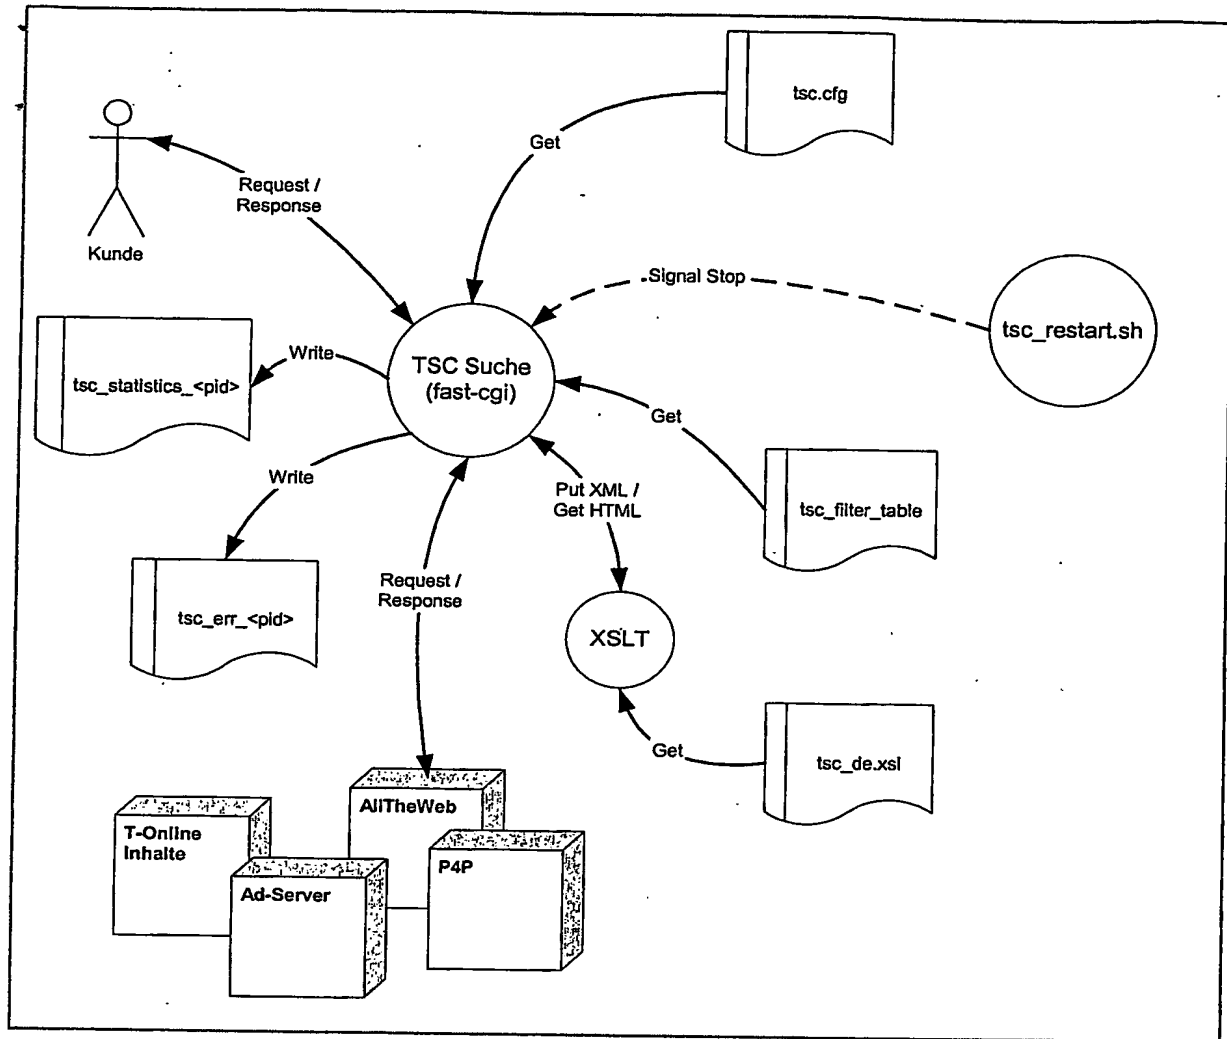 tsc.cfg
Get
Request /
Response
Kunde
Signal Stop
tsc_restart.sh
tsc_statistics_<pid>
Write
TSC Suche
(fast-cgi)
Get
Write
Put XML /
Get HTML
tsc_filter_table
tsc_err_<pid>
Request /
Response
XSLT
Get
tsc_de.xsl
AllTheWeb
T-Online
Inhalte
P4P
Ad-Server